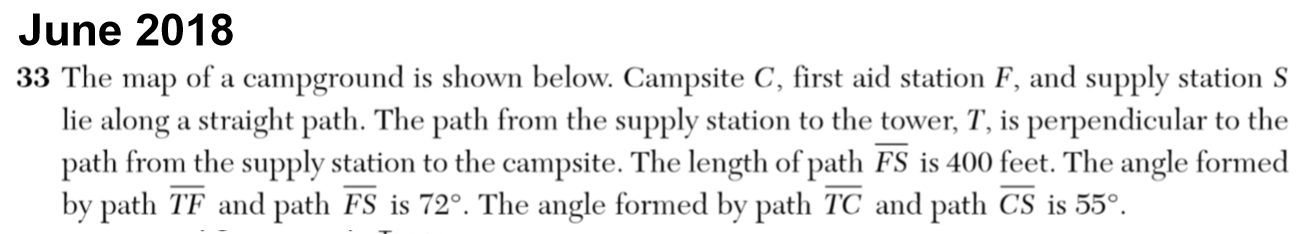 June 2018
33 The map of a campground is shown below. Campsite C, first aid station F, and supply station S
lie along a straight path. The path from the supply station to the tower, T, is perpendicular to the
path from the supply station to the campsite. The length of path FS is 400 feet. The angle formed
by path TF and path FS is 72°. The angle formed by path TC and path CS is 55°.